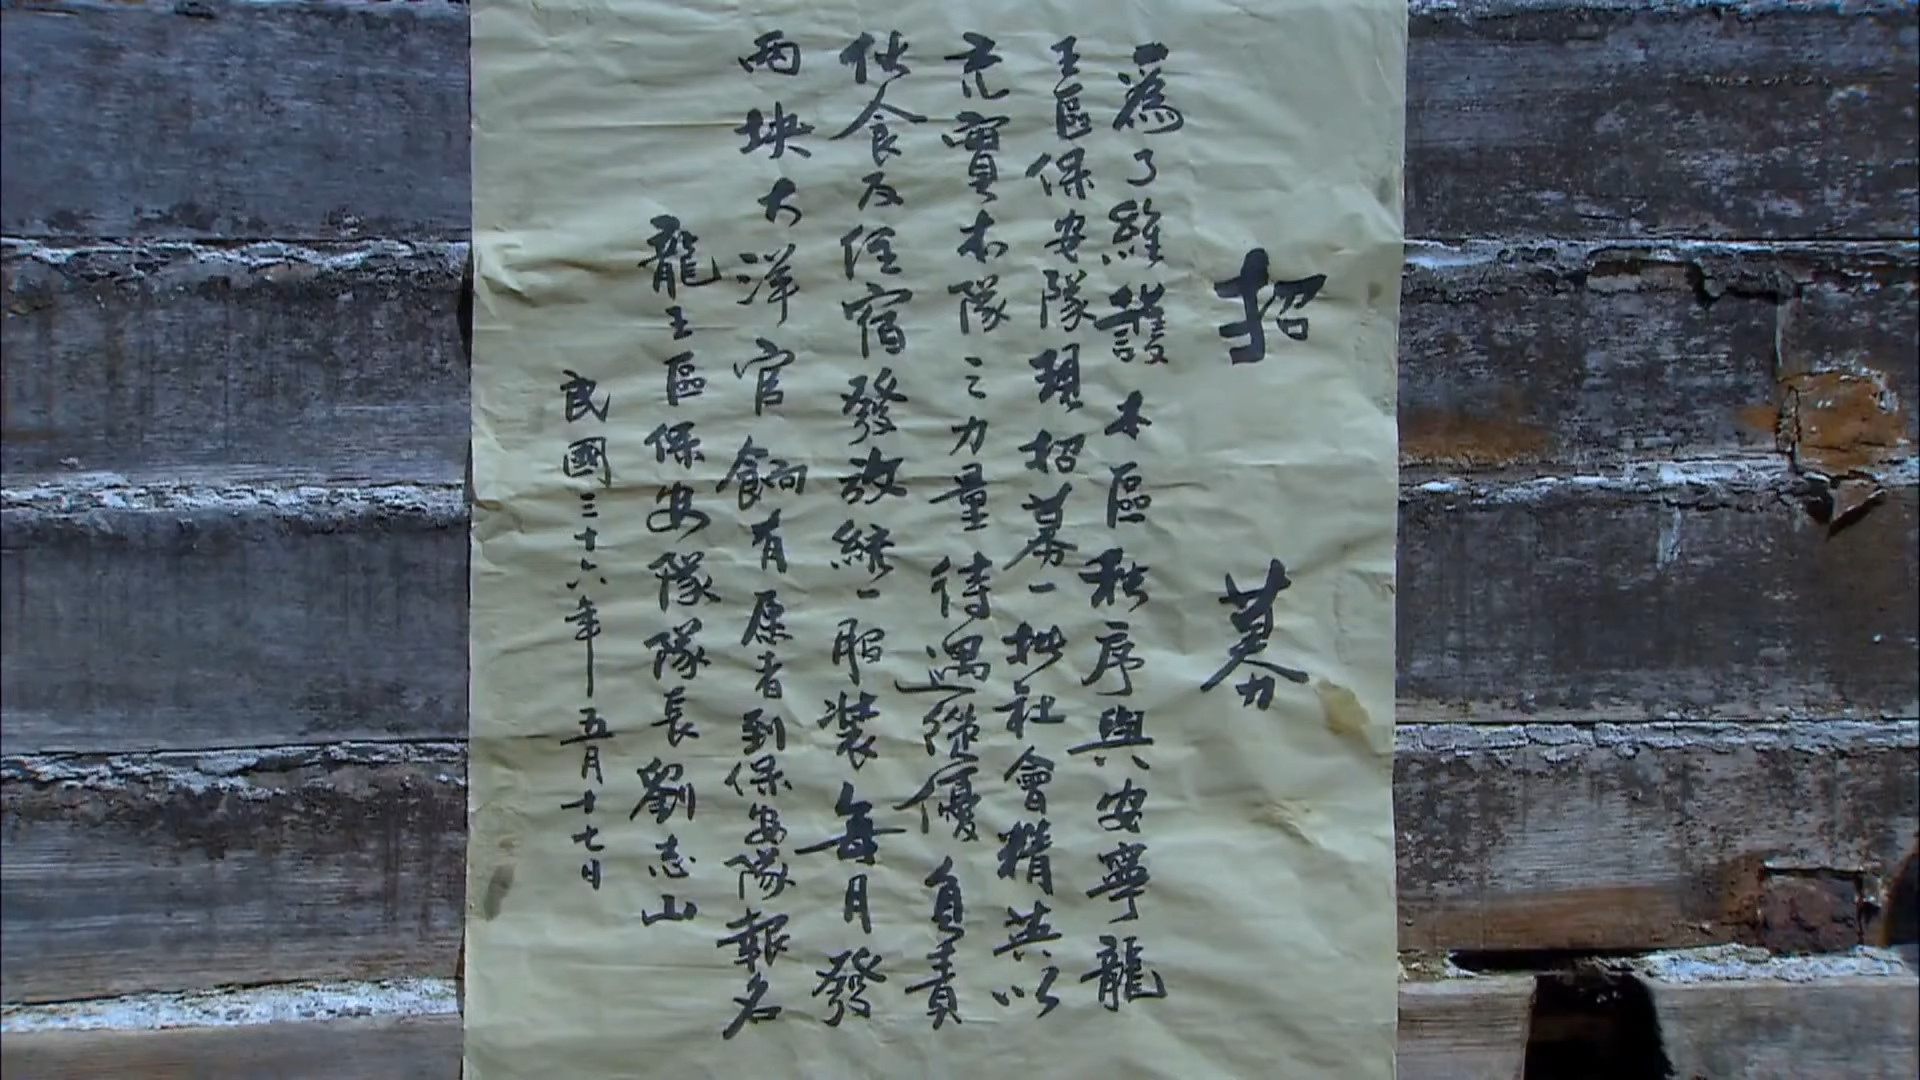 招募
為了維護本區秩序與安寧龍
王區保安隊現招募一批社會精英以
充實本隊之力量待遇從優負責
伙食及住宿發放統一服装每月發
两块大洋官餉有愿者到保安隊報名
龍王區保安隊隊長劉志山
民國三十六年五月十七日